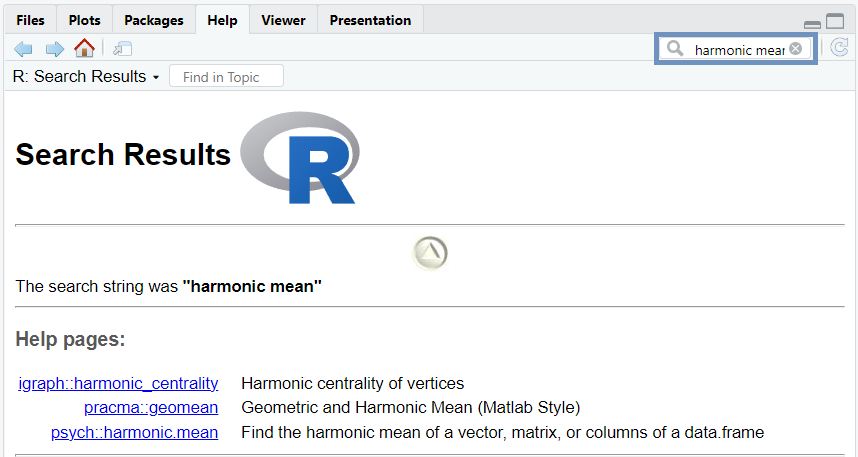 Files Plots Packages Help Viewer Presentation
harmonic mean
R: Search Results Find in Topic
Search Results R
The search string was "harmonic mean"
Help pages:
igraph::harmonic_centrality Harmonic centrality of vertices
pracma::geomean Geometric and Harmonic Mean (Matlab Style)
psych::harmonic.mean Find the harmonic mean of a vector, matrix, or columns of a data.frame